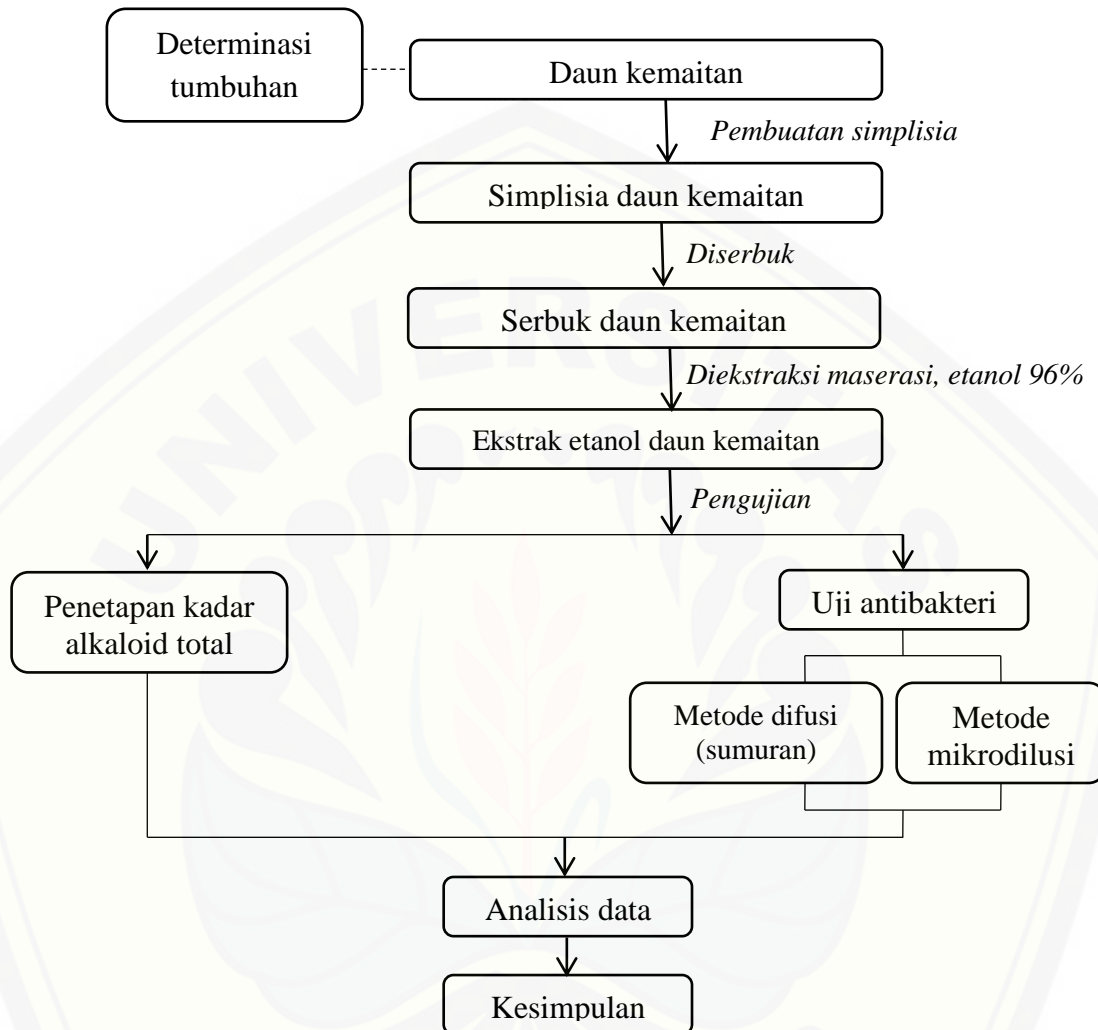 Determinasi
tumbuhan
Daun kemaitan
Pembuatan simplisia
Simplisia daun kemaitan
Diserbuk
Serbuk daun kemaitan
Diekstraksi maserasi, etanol 96%
Ekstrak etanol daun kemaitan
Pengujian
Penetapan kadar
alkaloid total
Uji antibakteri
Metode difusi
(sumuran)
Metode
mikrodilusi
Analisis data
Kesimpulan
UNIVERSITAS